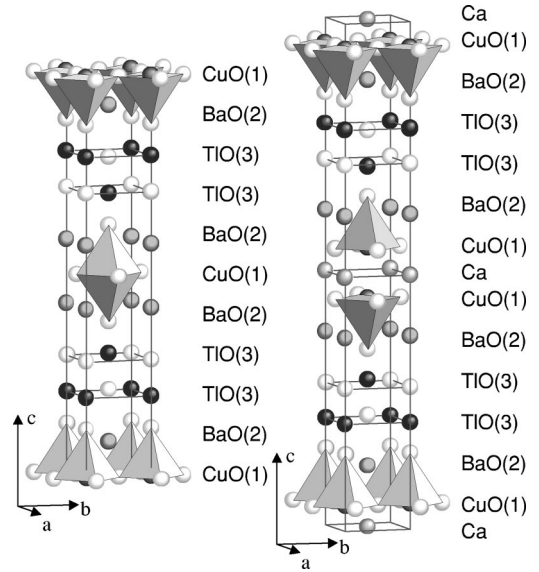 CuO(1)
BaO(2)
TlO(3)
TlO(3)
BaO(2)
CuO(1)
BaO(2)
TlO(3)
TlO(3)
BaO(2)
CuO(1)
c
b
a
Ca
CuO(1)
BaO(2)
TlO(3)
TlO(3)
BaO(2)
CuO(1)
Ca
CuO(1)
BaO(2)
TlO(3)
TlO(3)
BaO(2)
CuO(1)
Ca
c
b
a